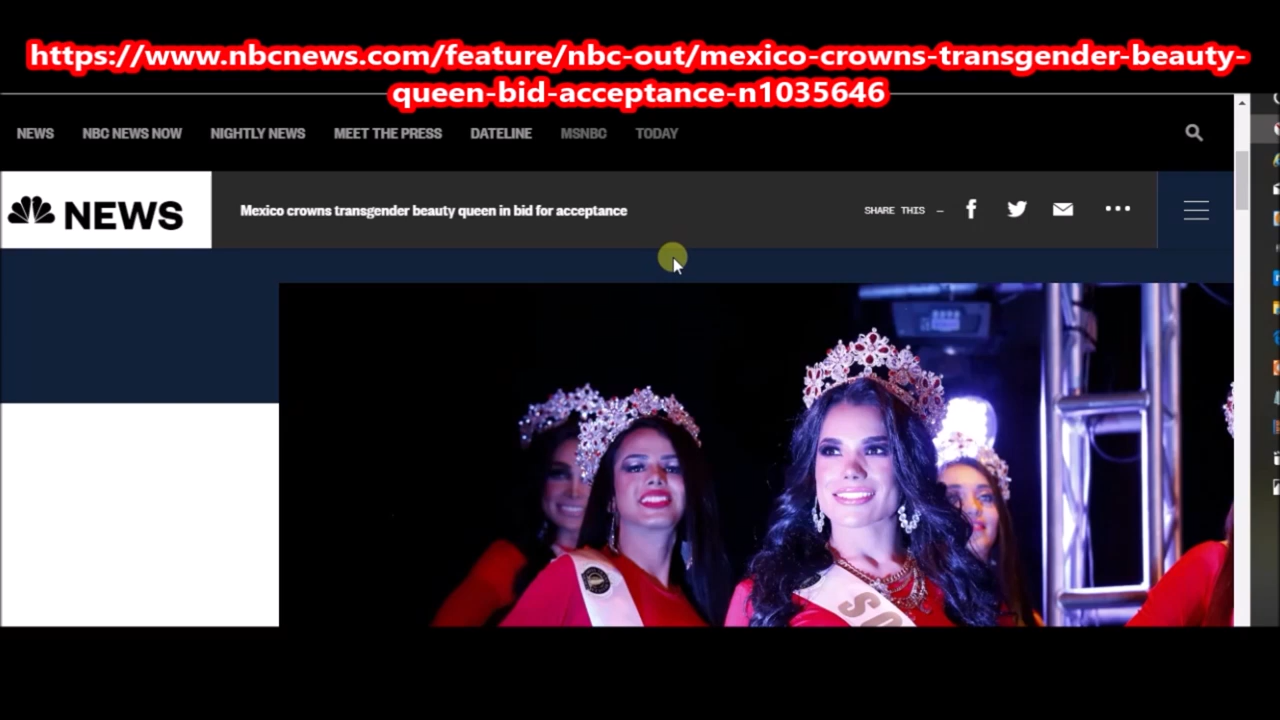 https://www.nbcnews.com/feature/nbc-out/mexico-crowns-transgender-beauty-
queen-bid-acceptance-n1035646
NEWS NBC NEWS NOW NIGHTLY NEWS MEET THE PRESS DATELINE MSNBC TODAY
NEWS Mexico crowns transgender beauty queen in bid for acceptance SHARE THIS –
SO